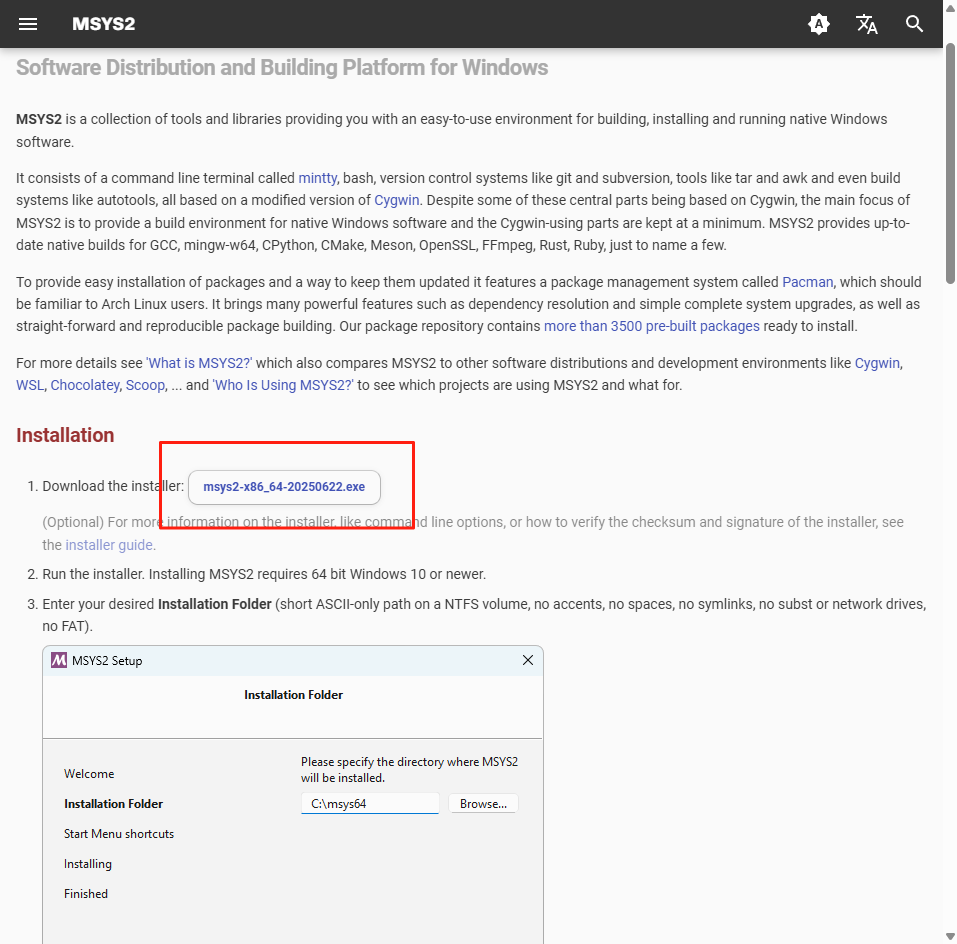 MSYS2
Software Distribution and Building Platform for Windows
MSYS2 is a collection of tools and libraries providing you with an easy-to-use environment for building, installing and running native Windows
software.
It consists of a command line terminal called mintty, bash, version control systems like git and subversion, tools like tar and awk and even build
systems like autotools, all based on a modified version of Cygwin. Despite some of these central parts being based on Cygwin, the main focus of
MSYS2 is to provide a build environment for native Windows software and the Cygwin-using parts are kept at a minimum. MSYS2 provides up-to-
date native builds for GCC, mingw-w64, CPython, CMake, Meson, OpenSSL, FFmpeg, Rust, Ruby, just to name a few.
To provide easy installation of packages and a way to keep them updated it features a package management system called Pacman, which should
be familiar to Arch Linux users. It brings many powerful features such as dependency resolution and simple complete system upgrades, as well as
straight-forward and reproducible package building. Our package repository contains more than 3500 pre-built packages ready to install.
For more details see 'What is MSYS2?' which also compares MSYS2 to other software distributions and development environments like Cygwin,
WSL, Chocolatey, Scoop, ... and 'Who Is Using MSYS2?' to see which projects are using MSYS2 and what for.
Installation
1. Download the installer: msys2-x86_64-20250622.exe
(Optional) For more information on the installer, like command line options, or how to verify the checksum and signature of the installer, see
the installer guide.
2. Run the installer. Installing MSYS2 requires 64 bit Windows 10 or newer.
3. Enter your desired Installation Folder (short ASCII-only path on a NTFS volume, no accents, no spaces, no symlinks, no subst or network drives,
no FAT).
MSYS2 Setup
Installation Folder
Please specify the directory where MSYS2
will be installed.
Welcome
Installation Folder
C:\msys64 Browse...
Start Menu shortcuts
Installing
Finished